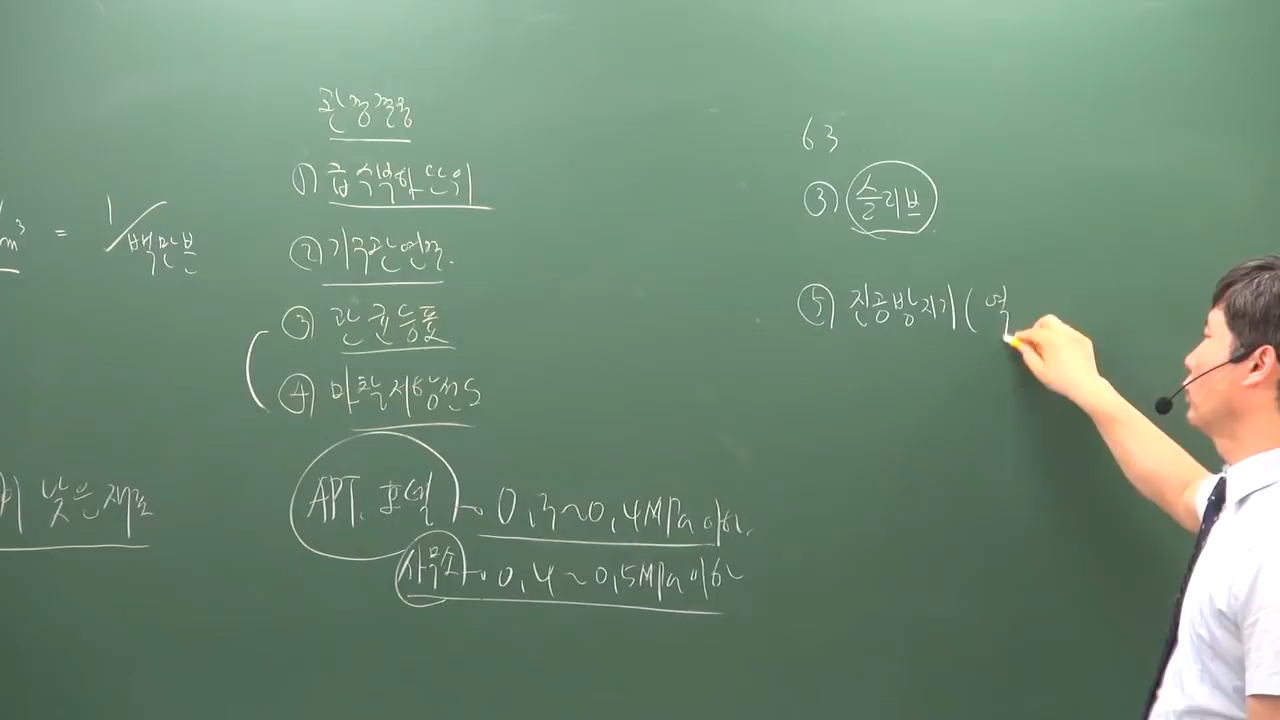 m³ = 1/백만분
낮은 재료
관경결정
① 급수부하단위
② 기구관연결
③ 관균등표
④ 마찰저항선도
APT, 호텔 ~ 0,3~0,4MPa 이하
사무소 ~ 0,4~0,5MPa 이하
63
③ 슬리브
⑤ 진공방지기(역